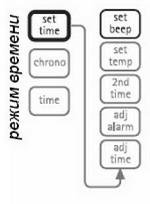 режим времени
set
time
chrono
time
set
beep
set
temp
2nd
time
adj
alarm
adj
time